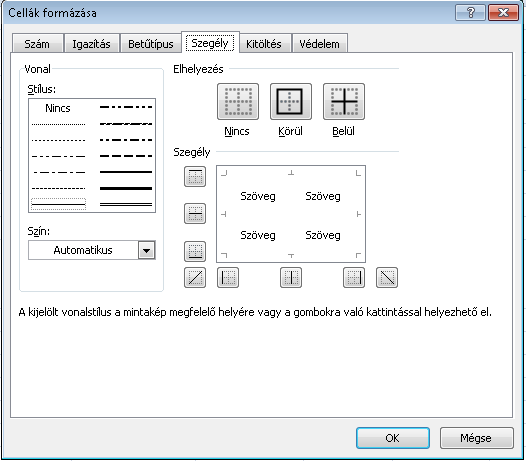 Cellák formázása
Szám Igazítás Betűtípus Szegély Kitöltés Védelem
Vonal
Stílus:
Nincs
Szín:
Automatikus
Elhelyezés
Nincs Körül Belül
Szegély
Szöveg Szöveg
Szöveg Szöveg
A kijelölt vonalstílus a mintakép megfelelő helyére vagy a gombokra való kattintással helyezhető el.
OK Mégse